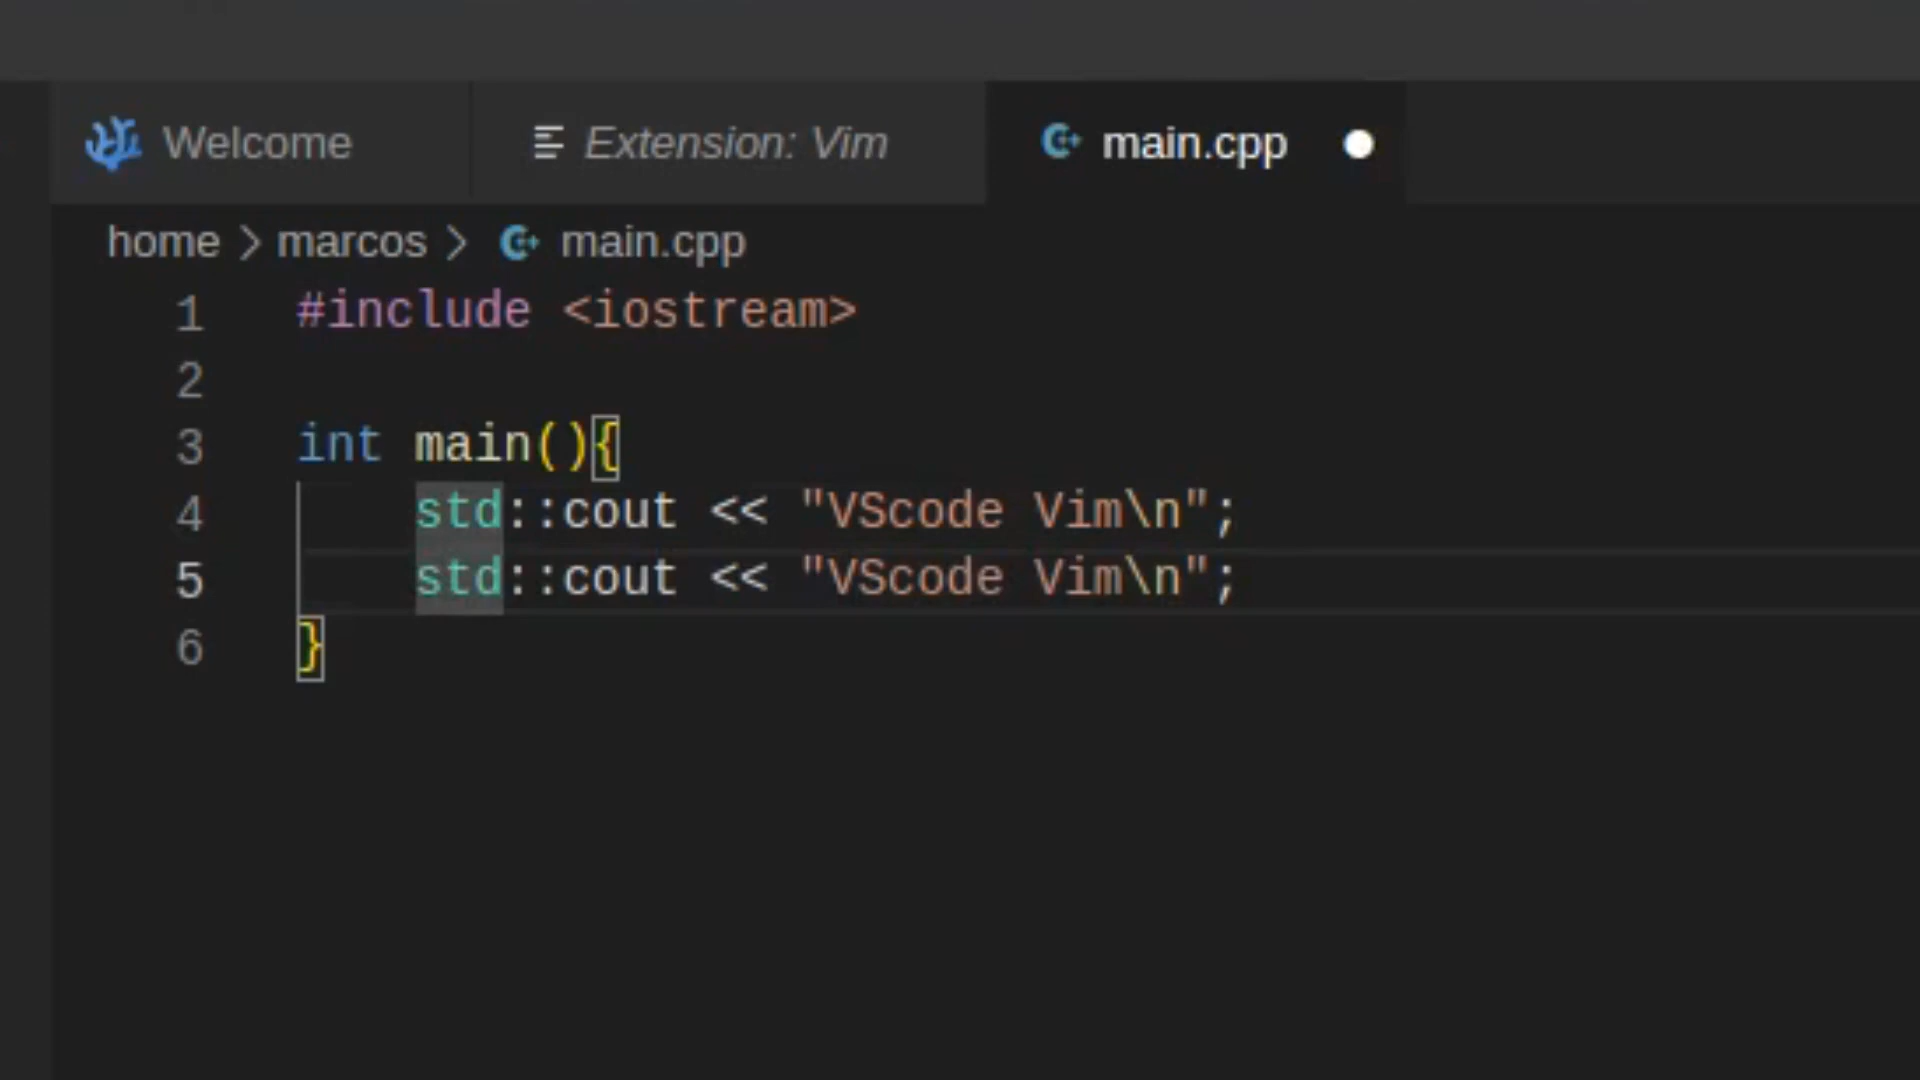 Welcome Extension: Vim main.cpp
home > marcos > main.cpp
1 #include <iostream>
2
3 int main(){
4     std::cout << "VScode Vim\n";
5     std::cout << "VScode Vim\n";
6 }